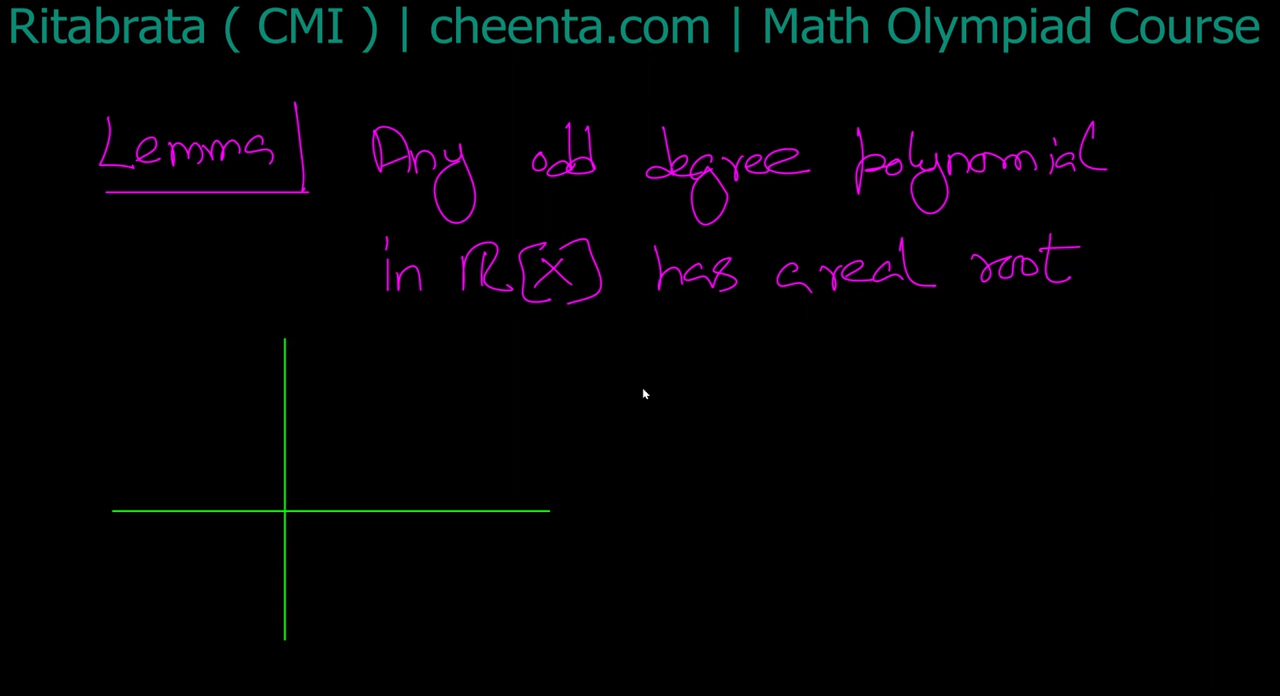 Ritabrata ( CMI ) | cheenta.com | Math Olympiad Course
Lemma| Any odd degree polynomial
in R[X] has a real root